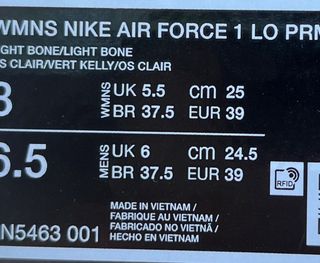 WMNS NIKE AIR FORCE 1 LO PRM
GHT BONE/LIGHT BONE
S CLAIR/VERT KELLY/OS CLAIR
8 WMNS UK 5.5 cm 25
BR 37.5 EUR 39
6.5 MENS UK 6 cm 24.5
BR 37.5 EUR 39
RFID
MADE IN VIETNAM /
FABRIQUE AU VIETNAM /
FABRICADO NO VIETNÃ /
HECHO EN VIETNAM
N5463 001